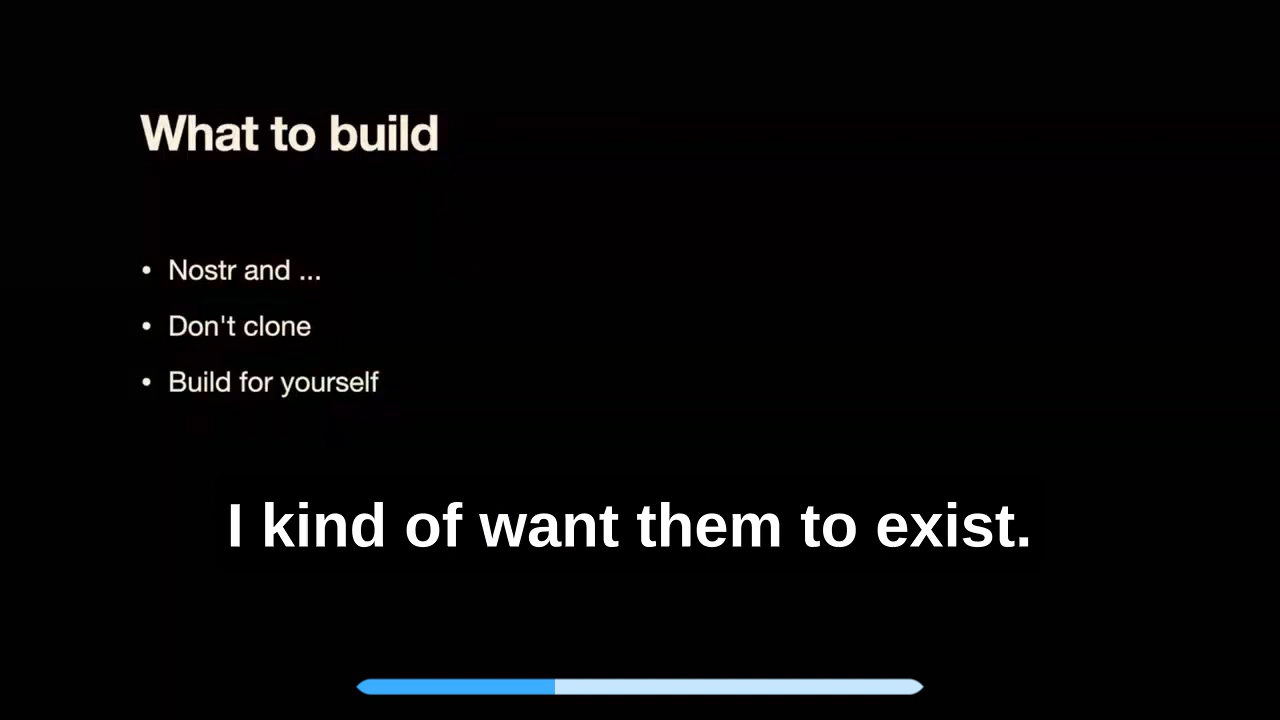 What to build
• Nostr and ...
• Don't clone
• Build for yourself
I kind of want them to exist.